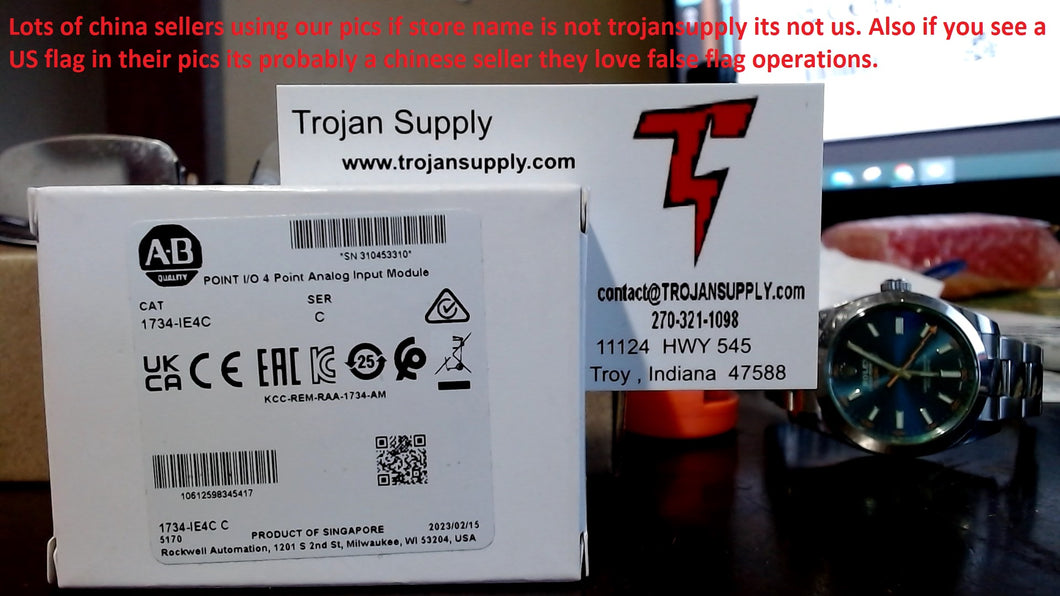 Lots of china sellers using our pics if store name is not trojansupply its not us. Also if you see a
US flag in their pics its probably a chinese seller they love false flag operations.
Trojan Supply
www.trojansupply.com
contact@TROJANSUPPLY.com
270-321-1098
11124 HWY 545
Troy , Indiana 47588
AB
QUALITY
*SN 310453310*
POINT I/O 4 Point Analog Input Module
CAT
1734-IE4C
SER
C
UK
CA
CE
EAC
25
KCC-REM-RAA-1734-AM
10612598345417
1734-IE4C C
5170
PRODUCT OF SINGAPORE
2023/02/15
Rockwell Automation, 1201 S 2nd St, Milwaukee, WI 53204, USA